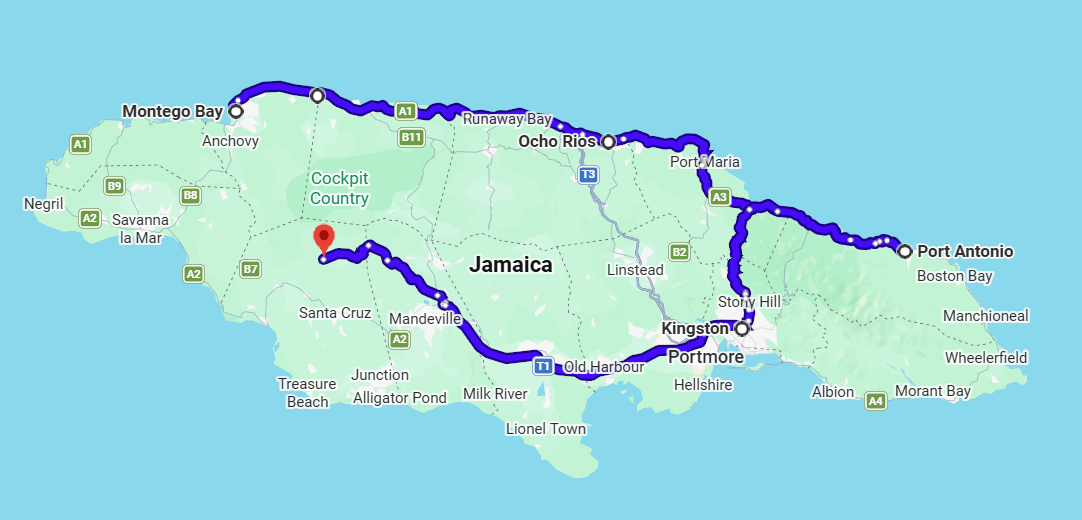 Montego Bay
A1
Runaway Bay
A1
B11
Anchovy
Ocho Rios
Port Maria
T3
Cockpit
Country
B9
B8
A3
Negril
A2
Savanna
la Mar
Jamaica
B2
Port Antonio
Linstead
B7
A2
Boston Bay
Stony Hill
Santa Cruz
Mandeville
Kingston
Manchioneal
A2
Portmore
Wheelerfield
T1
Old Harbour
Junction
Treasure
Beach
Hellshire
Milk River
Albion
Morant Bay
Alligator Pond
A4
Lionel Town